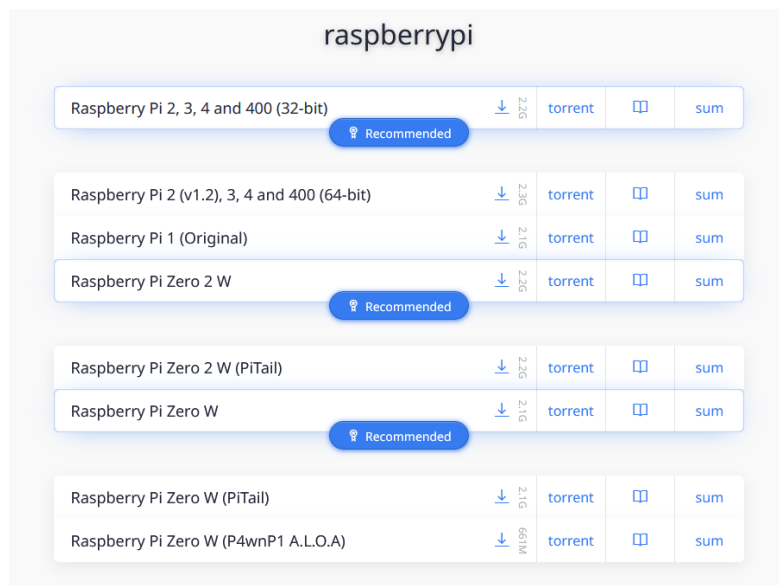 raspberrypi
Raspberry Pi 2, 3, 4 and 400 (32-bit) 2.2G torrent sum
Recommended
Raspberry Pi 2 (v1.2), 3, 4 and 400 (64-bit) 2.3G torrent sum
Raspberry Pi 1 (Original) 2.1G torrent sum
Raspberry Pi Zero 2 W 2.2G torrent sum
Recommended
Raspberry Pi Zero 2 W (PiTail) 2.2G torrent sum
Raspberry Pi Zero W 2.1G torrent sum
Recommended
Raspberry Pi Zero W (PiTail) 2.1G torrent sum
Raspberry Pi Zero W (P4wnP1 A.L.O.A) 661M torrent sum